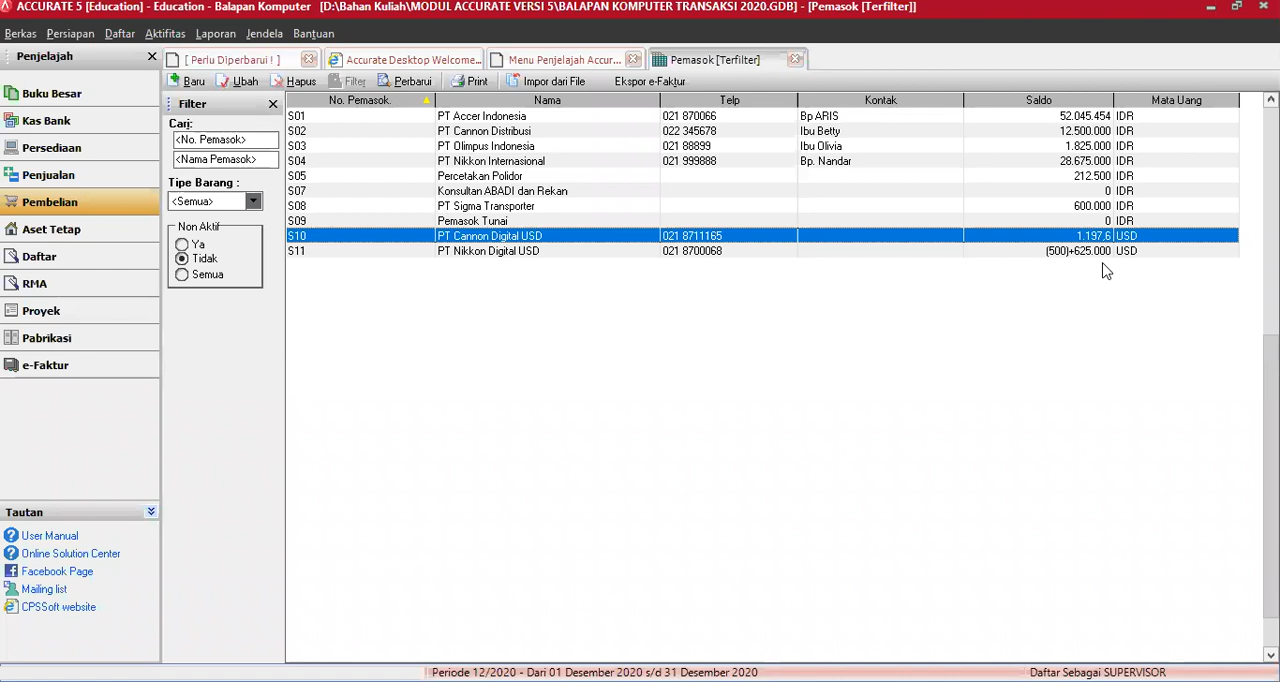 ACCURATE 5 [Education] - Education - Balapan Komputer [D:\Bahan Kuliah\MODUL ACCURATE VERSI 5\BALAPAN KOMPUTER TRANSAKSI 2020.GDB] - [Pemasok [Terfilter]]
Berkas Persiapan Daftar Aktifitas Laporan Jendela Bantuan
Penjelajah
[ Perlu Diperbarui ! ] Accurate Desktop Welcome... Menu Penjelajah Accur... Pemasok [Terfilter]
Baru Ubah Hapus Filter Perbarui Print Impor dari File Ekspor e-Faktur
Buku Besar
Kas Bank
Persediaan
Penjualan
Pembelian
Aset Tetap
Daftar
RMA
Proyek
Pabrikasi
e-Faktur
Filter
Cari:
<No. Pemasok>
<Nama Pemasok>
Tipe Barang :
<Semua>
Non Aktif
Ya
Tidak
Semua
No. Pemasok. Nama Telp Kontak Saldo Mata Uang
S01 PT Accer Indonesia 021 870066 Bp ARIS 52.045.454 IDR
S02 PT Cannon Distribusi 022 345678 Ibu Betty 12.500.000 IDR
S03 PT Olimpus Indonesia 021 88899 Ibu Olivia 1.825.000 IDR
S04 PT Nikkon Internasional 021 999888 Bp. Nandar 28.675.000 IDR
S05 Percetakan Polidor 212.500 IDR
S07 Konsultan ABADI dan Rekan 0 IDR
S08 PT Sigma Transporter 600.000 IDR
S09 Pemasok Tunai 0 IDR
S10 PT Cannon Digital USD 021 8711165 1.197,6 USD
S11 PT Nikkon Digital USD 021 8700068 (500)+625.000 USD
Tautan
User Manual
Online Solution Center
Facebook Page
Mailing list
CPSSoft website
Periode 12/2020 - Dari 01 Desember 2020 s/d 31 Desember 2020 Daftar Sebagai SUPERVISOR